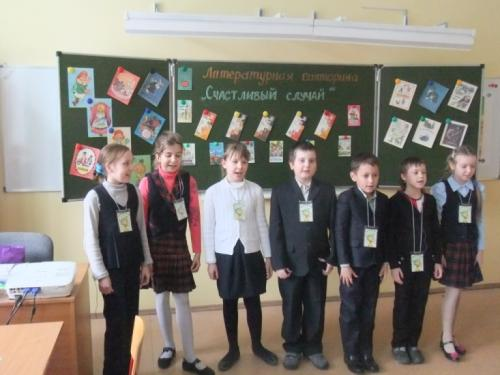 Литературная викторина
„Счастливый случай“